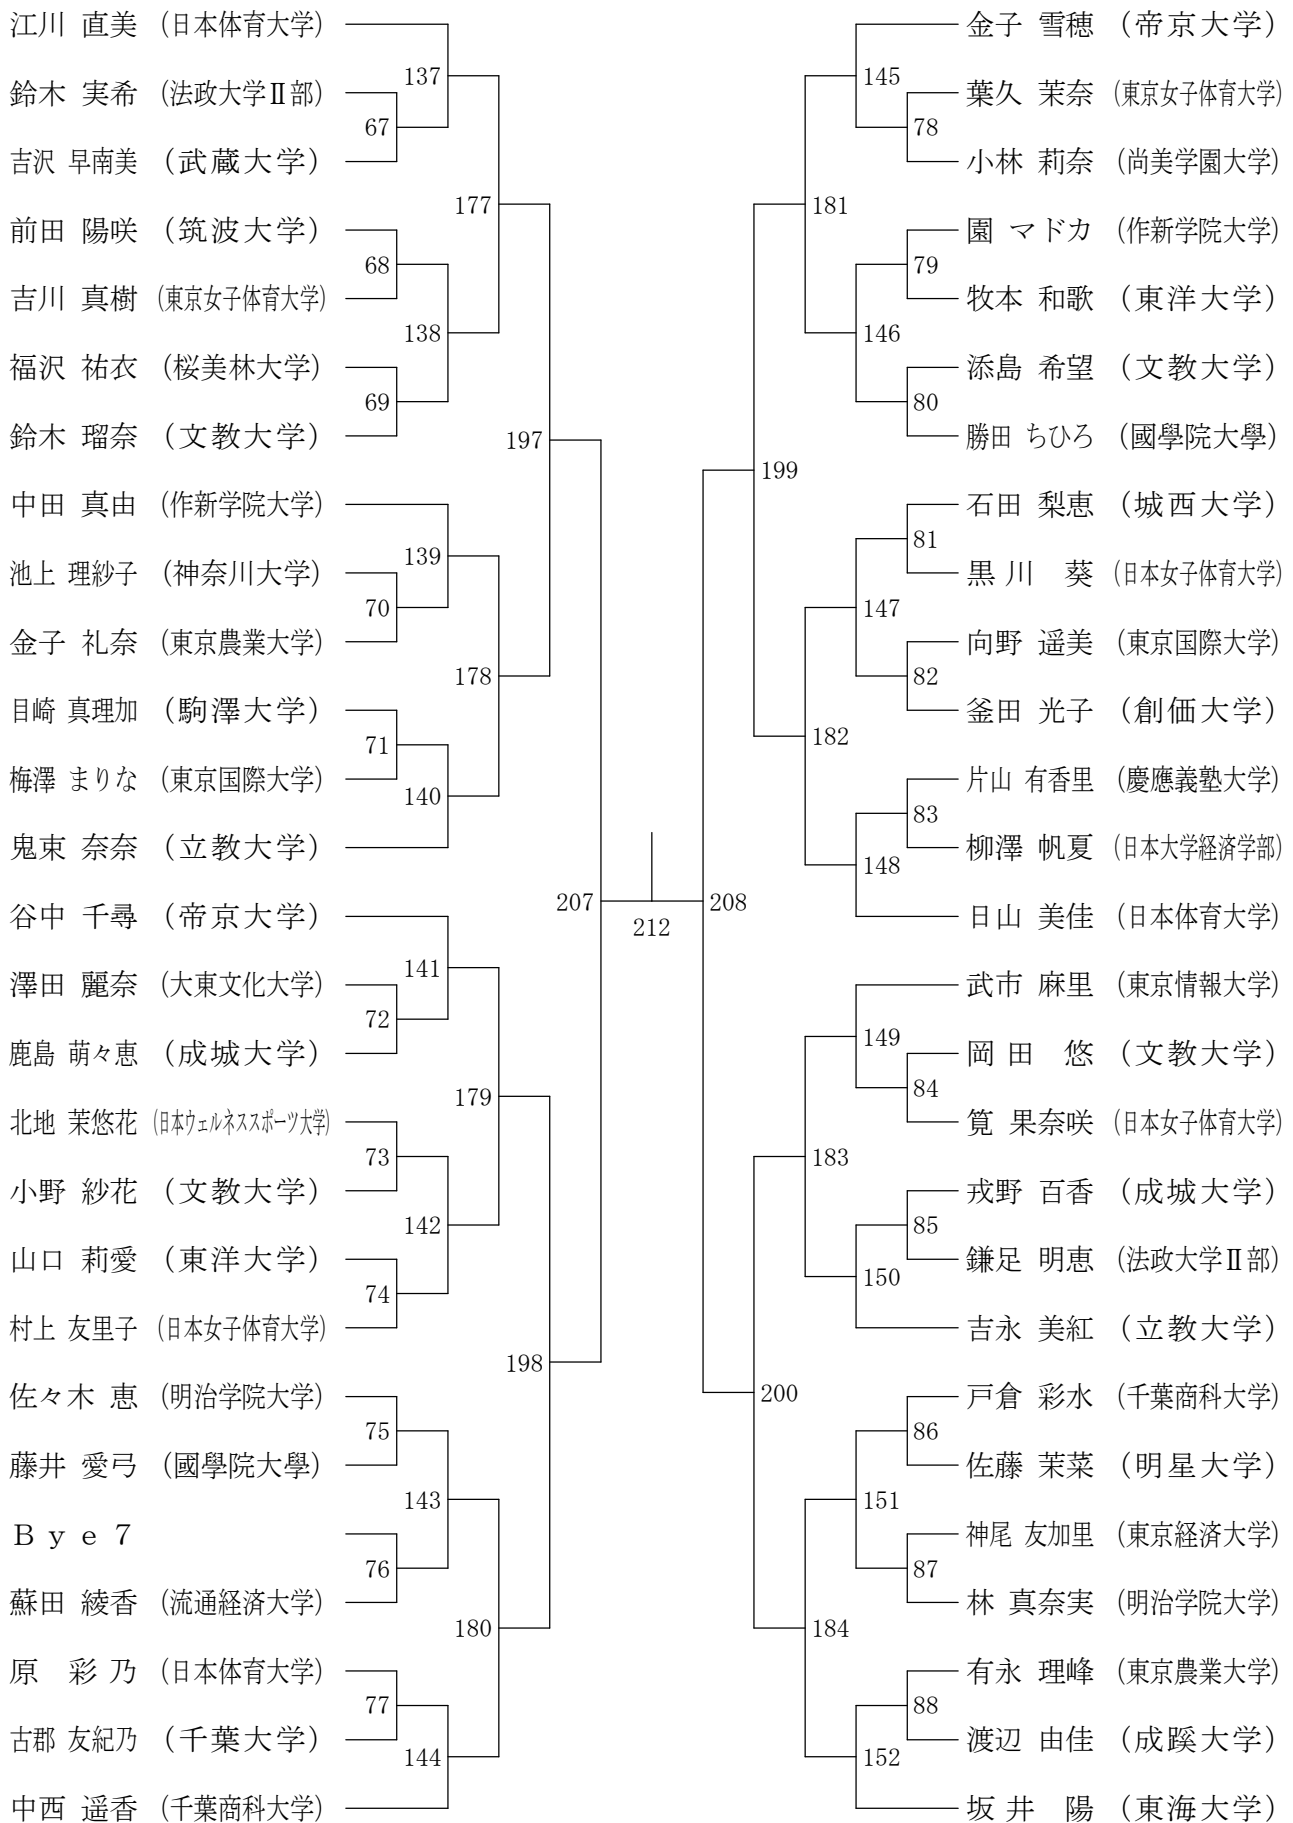 江川 直美 (日本体育大学)
137
鈴木 実希 (法政大学Ⅱ部)
67
吉沢 早南美 (武蔵大学)
177
前田 陽咲 (筑波大学)
68
吉川 真樹 (東京女子体育大学)
138
福沢 祐衣 (桜美林大学)
69
鈴木 瑠奈 (文教大学)
197
中田 真由 (作新学院大学)
139
池上 理紗子 (神奈川大学)
70
金子 礼奈 (東京農業大学)
178
目崎 真理加 (駒澤大学)
71
梅澤 まりな (東京国際大学)
140
鬼束 奈奈 (立教大学)
207
谷中 千尋 (帝京大学)
141
澤田 麗奈 (大東文化大学)
72
鹿島 萌々恵 (成城大学)
179
北地 茉悠花 (日本ウェルネススポーツ大学)
73
小野 紗花 (文教大学)
142
山口 莉愛 (東洋大学)
74
村上 友里子 (日本女子体育大学)
198
佐々木 恵 (明治学院大学)
75
藤井 愛弓 (國學院大學)
143
Bye7
76
蘇田 綾香 (流通経済大学)
180
原 彩乃 (日本体育大学)
77
古郡 友紀乃 (千葉大学)
144
中西 遥香 (千葉商科大学)
212
金子 雪穂 (帝京大学)
145
葉久 茉奈 (東京女子体育大学)
78
小林 莉奈 (尚美学園大学)
181
園 マドカ (作新学院大学)
79
牧本 和歌 (東洋大学)
146
添島 希望 (文教大学)
80
勝田 ちひろ (國學院大學)
199
石田 梨恵 (城西大学)
81
黒川 葵 (日本女子体育大学)
147
向野 遥美 (東京国際大学)
82
釜田 光子 (創価大学)
182
片山 有香里 (慶應義塾大学)
83
柳澤 帆夏 (日本大学経済学部)
148
日山 美佳 (日本体育大学)
208
武市 麻里 (東京情報大学)
149
岡田 悠 (文教大学)
84
筧 果奈咲 (日本女子体育大学)
183
戎野 百香 (成城大学)
85
鎌足 明恵 (法政大学Ⅱ部)
150
吉永 美紅 (立教大学)
200
戸倉 彩水 (千葉商科大学)
86
佐藤 茉菜 (明星大学)
151
神尾 友加里 (東京経済大学)
87
林 真奈実 (明治学院大学)
184
有永 理峰 (東京農業大学)
88
渡辺 由佳 (成蹊大学)
152
坂井 陽 (東海大学)